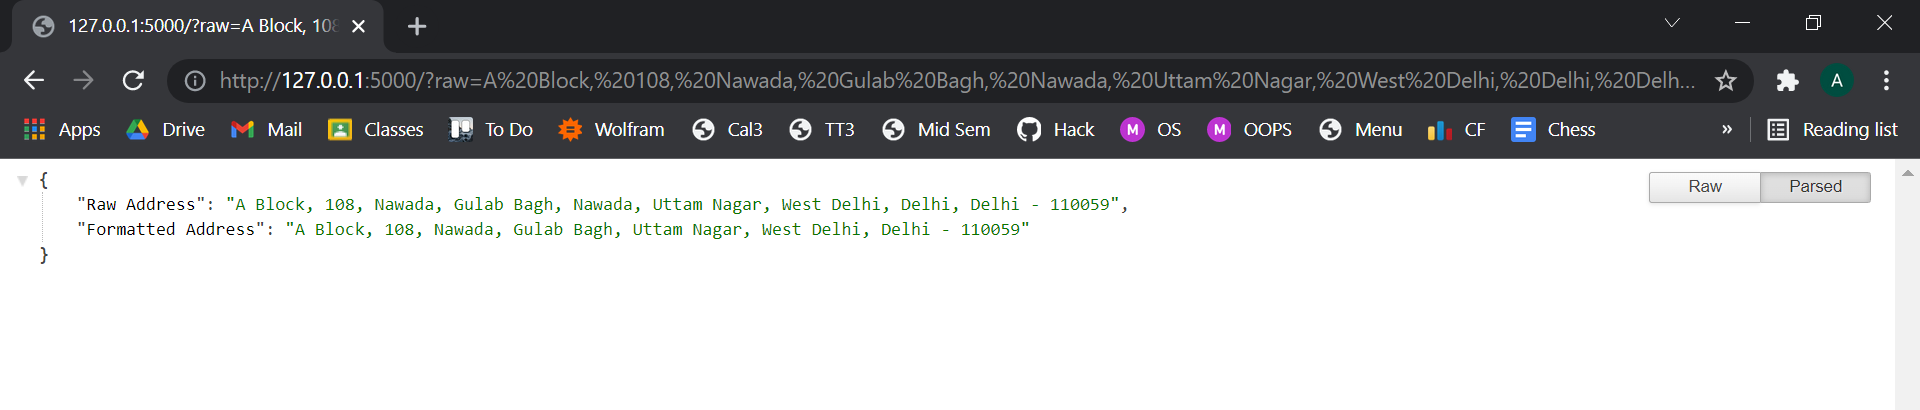 127.0.0.1:5000/?raw=A Block, 108
http://127.0.0.1:5000/?raw=A%20Block,%20108,%20Nawada,%20Gulab%20Bagh,%20Nawada,%20Uttam%20Nagar,%20West%20Delhi,%20Delhi,%20Delh... A
Apps Drive Mail Classes To Do Wolfram Cal3 TT3 Mid Sem Hack M OS M OOPS Menu CF Chess » Reading list
{
Raw Parsed
"Raw Address": "A Block, 108, Nawada, Gulab Bagh, Nawada, Uttam Nagar, West Delhi, Delhi, Delhi - 110059",
"Formatted Address": "A Block, 108, Nawada, Gulab Bagh, Uttam Nagar, West Delhi, Delhi - 110059"
}